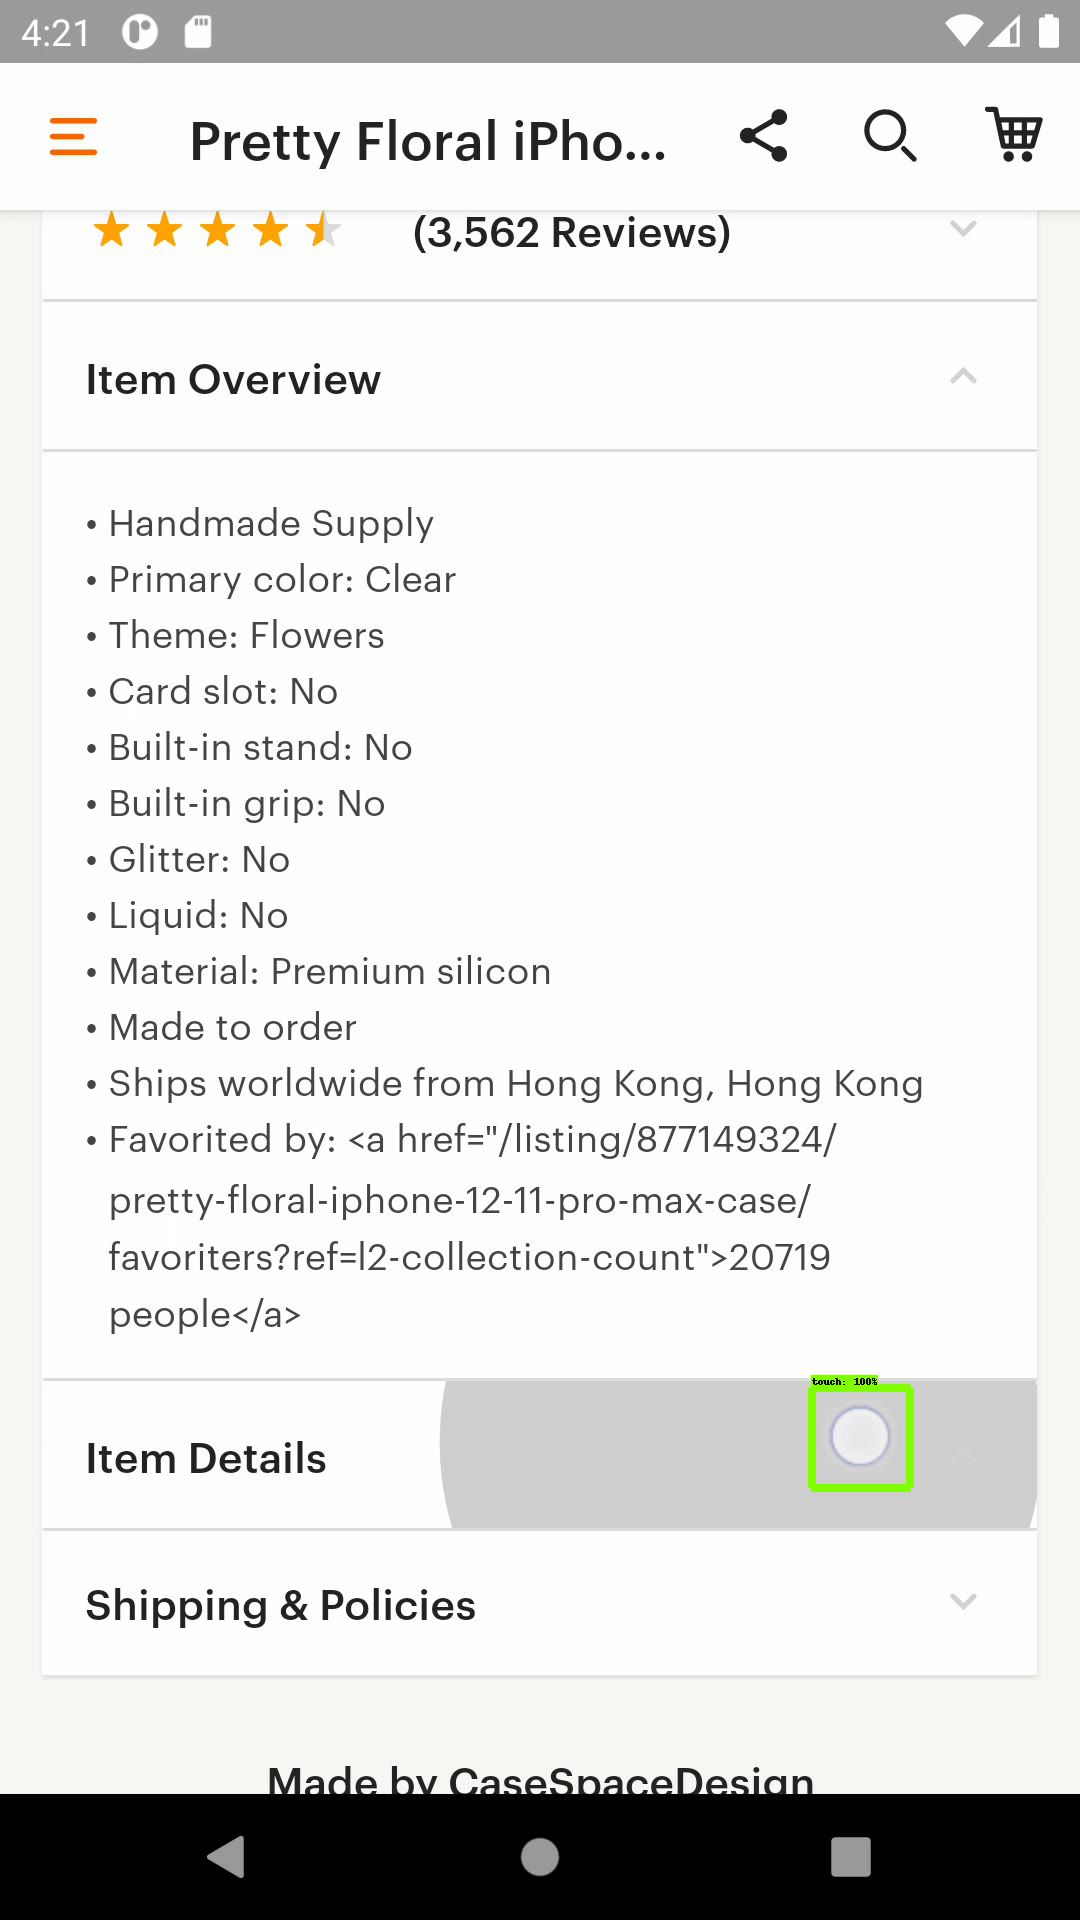 4:21
Pretty Floral iPho...
(3,562 Reviews)
Item Overview
• Handmade Supply
• Primary color: Clear
• Theme: Flowers
• Card slot: No
• Built-in stand: No
• Built-in grip: No
• Glitter: No
• Liquid: No
• Material: Premium silicon
• Made to order
• Ships worldwide from Hong Kong, Hong Kong
• Favorited by: <a href="/listing/877149324/
pretty-floral-iphone-12-11-pro-max-case/
favoriters?ref=l2-collection-count">20719
people</a>
touch: 100%
Item Details
Shipping & Policies
Made by CaseSpaceDesign